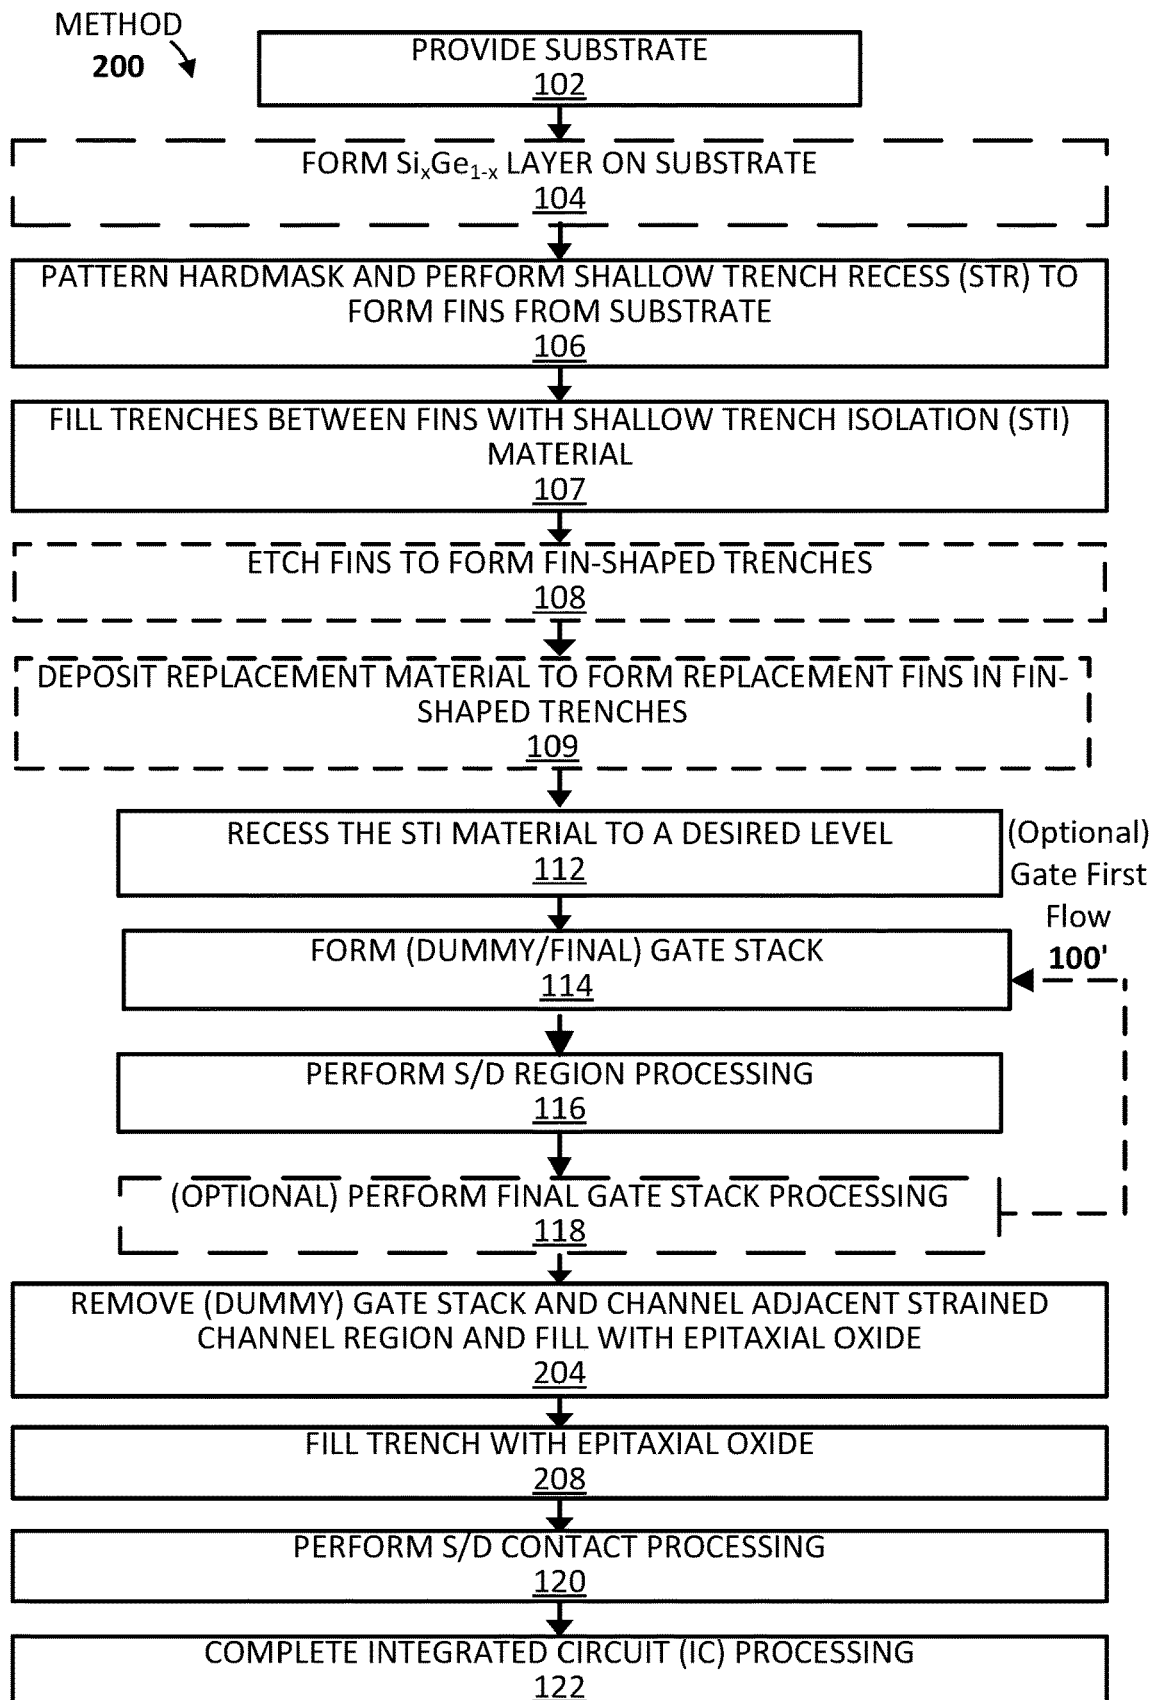 METHOD
200
PROVIDE SUBSTRATE
102
FORM SiₓGe₁₋ₓ LAYER ON SUBSTRATE
104
PATTERN HARDMASK AND PERFORM SHALLOW TRENCH RECESS (STR) TO
FORM FINS FROM SUBSTRATE
106
FILL TRENCHES BETWEEN FINS WITH SHALLOW TRENCH ISOLATION (STI)
MATERIAL
107
ETCH FINS TO FORM FIN-SHAPED TRENCHES
108
DEPOSIT REPLACEMENT MATERIAL TO FORM REPLACEMENT FINS IN FIN-
SHAPED TRENCHES
109
RECESS THE STI MATERIAL TO A DESIRED LEVEL
112
(Optional)
Gate First
Flow
100'
FORM (DUMMY/FINAL) GATE STACK
114
PERFORM S/D REGION PROCESSING
116
(OPTIONAL) PERFORM FINAL GATE STACK PROCESSING
118
REMOVE (DUMMY) GATE STACK AND CHANNEL ADJACENT STRAINED
CHANNEL REGION AND FILL WITH EPITAXIAL OXIDE
204
FILL TRENCH WITH EPITAXIAL OXIDE
208
PERFORM S/D CONTACT PROCESSING
120
COMPLETE INTEGRATED CIRCUIT (IC) PROCESSING
122